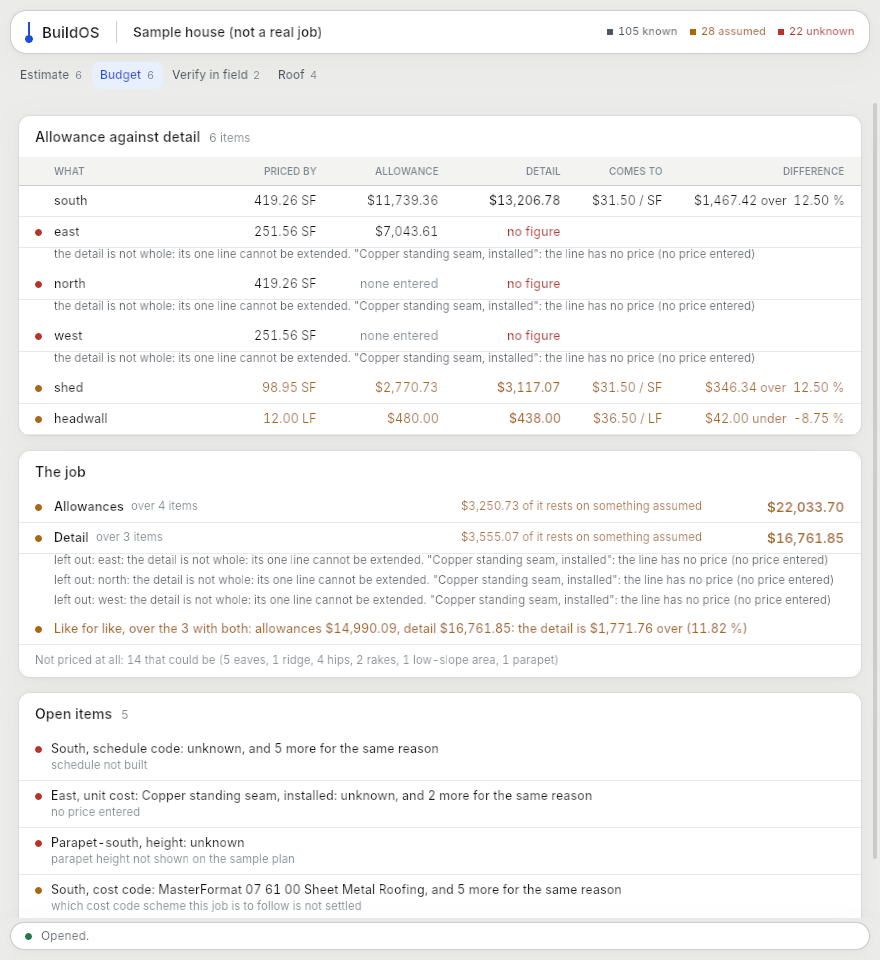 BuildOS Sample house (not a real job) 105 known 28 assumed 22 unknown
Estimate 6 Budget 6 Verify in field 2 Roof 4
Allowance against detail 6 items
WHAT PRICED BY ALLOWANCE DETAIL COMES TO DIFFERENCE
south 419.26 SF $11,739.36 $13,206.78 $31.50 / SF $1,467.42 over 12.50 %
east 251.56 SF $7,043.61 no figure
the detail is not whole: its one line cannot be extended. "Copper standing seam, installed": the line has no price (no price entered)
north 419.26 SF none entered no figure
the detail is not whole: its one line cannot be extended. "Copper standing seam, installed": the line has no price (no price entered)
west 251.56 SF none entered no figure
the detail is not whole: its one line cannot be extended. "Copper standing seam, installed": the line has no price (no price entered)
shed 98.95 SF $2,770.73 $3,117.07 $31.50 / SF $346.34 over 12.50 %
headwall 12.00 LF $480.00 $438.00 $36.50 / LF $42.00 under -8.75 %
The job
Allowances over 4 items $3,250.73 of it rests on something assumed $22,033.70
Detail over 3 items $3,555.07 of it rests on something assumed $16,761.85
left out: east: the detail is not whole: its one line cannot be extended. "Copper standing seam, installed": the line has no price (no price entered)
left out: north: the detail is not whole: its one line cannot be extended. "Copper standing seam, installed": the line has no price (no price entered)
left out: west: the detail is not whole: its one line cannot be extended. "Copper standing seam, installed": the line has no price (no price entered)
Like for like, over the 3 with both: allowances $14,990.09, detail $16,761.85: the detail is $1,771.76 over (11.82 %)
Not priced at all: 14 that could be (5 eaves, 1 ridge, 4 hips, 2 rakes, 1 low-slope area, 1 parapet)
Open items 5
South, schedule code: unknown, and 5 more for the same reason
schedule not built
East, unit cost: Copper standing seam, installed: unknown, and 2 more for the same reason
no price entered
Parapet-south, height: unknown
parapet height not shown on the sample plan
South, cost code: MasterFormat 07 61 00 Sheet Metal Roofing, and 5 more for the same reason
which cost code scheme this job is to follow is not settled
Opened.